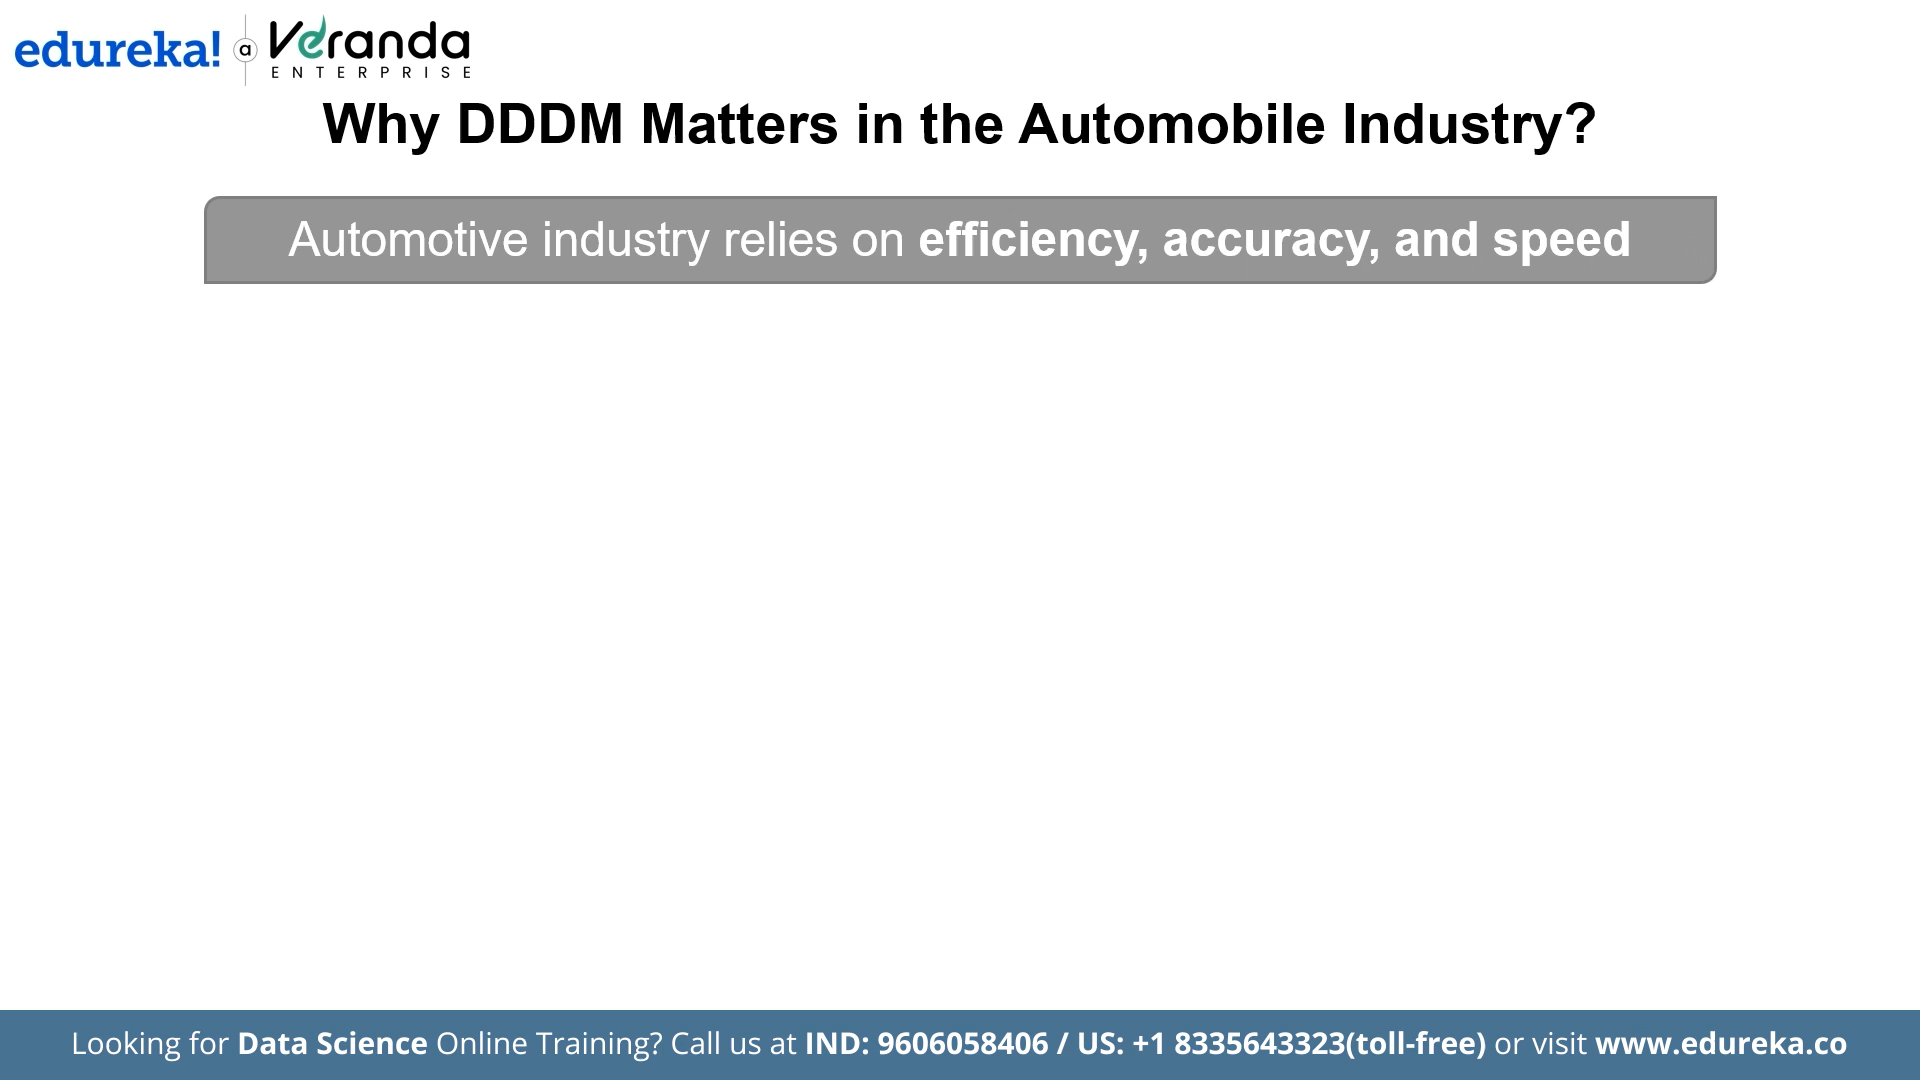 edureka! a Veranda
ENTERPRISE
Why DDDM Matters in the Automobile Industry?
Automotive industry relies on efficiency, accuracy, and speed
Looking for Data Science Online Training? Call us at IND: 9606058406 / US: +1 8335643323(toll-free) or visit www.edureka.co